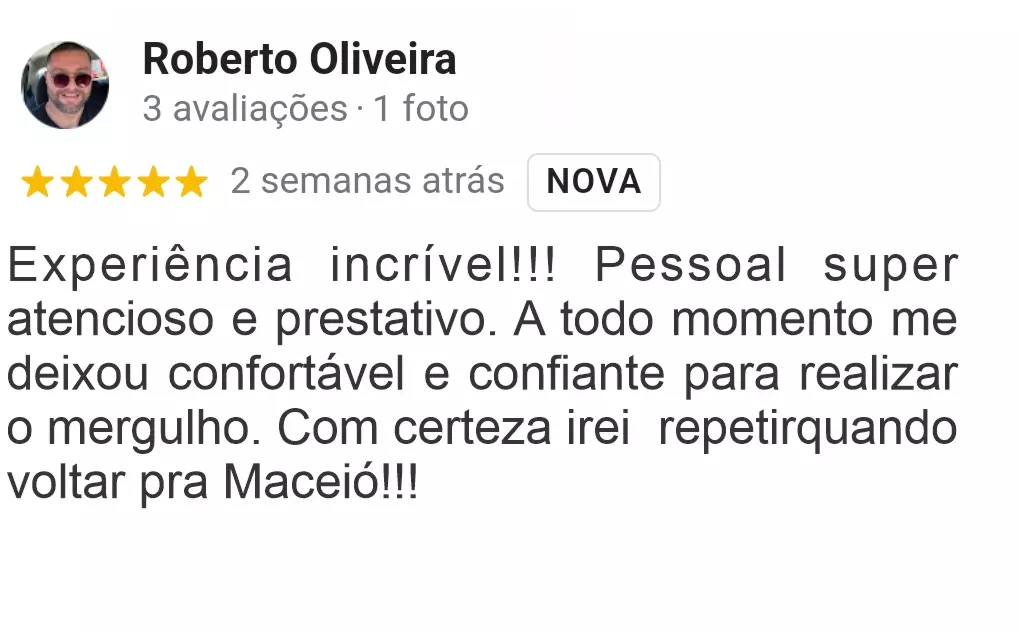 Roberto Oliveira
3 avaliações · 1 foto
2 semanas atrás NOVA
Experiência incrível!!! Pessoal super
atencioso e prestativo. A todo momento me
deixou confortável e confiante para realizar
o mergulho. Com certeza irei repetirquando
voltar pra Maceió!!!